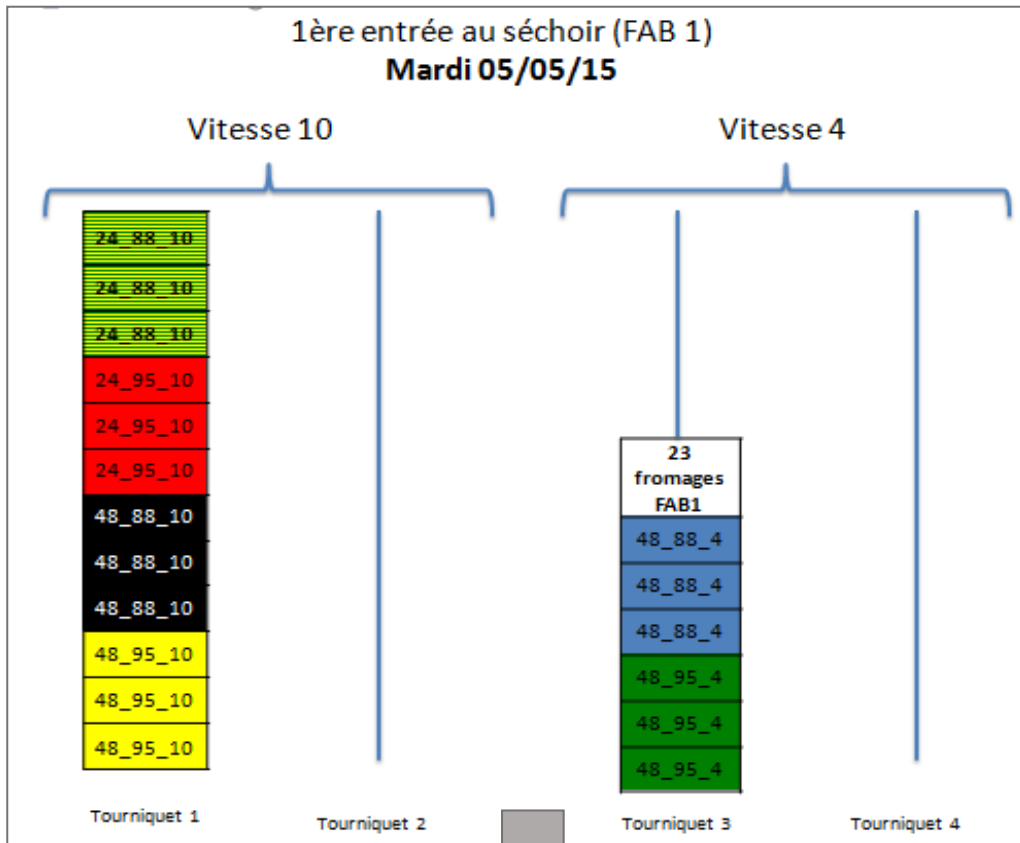 1ère entrée au séchoir (FAB 1)
Mardi 05/05/15
Vitesse 10
Vitesse 4
24_88_10
24_88_10
24_88_10
24_95_10
24_95_10
24_95_10
48_88_10
48_88_10
48_88_10
48_95_10
48_95_10
48_95_10
23
fromages
FAB1
48_88_4
48_88_4
48_88_4
48_95_4
48_95_4
48_95_4
Tourniquet 1
Tourniquet 2
Tourniquet 3
Tourniquet 4